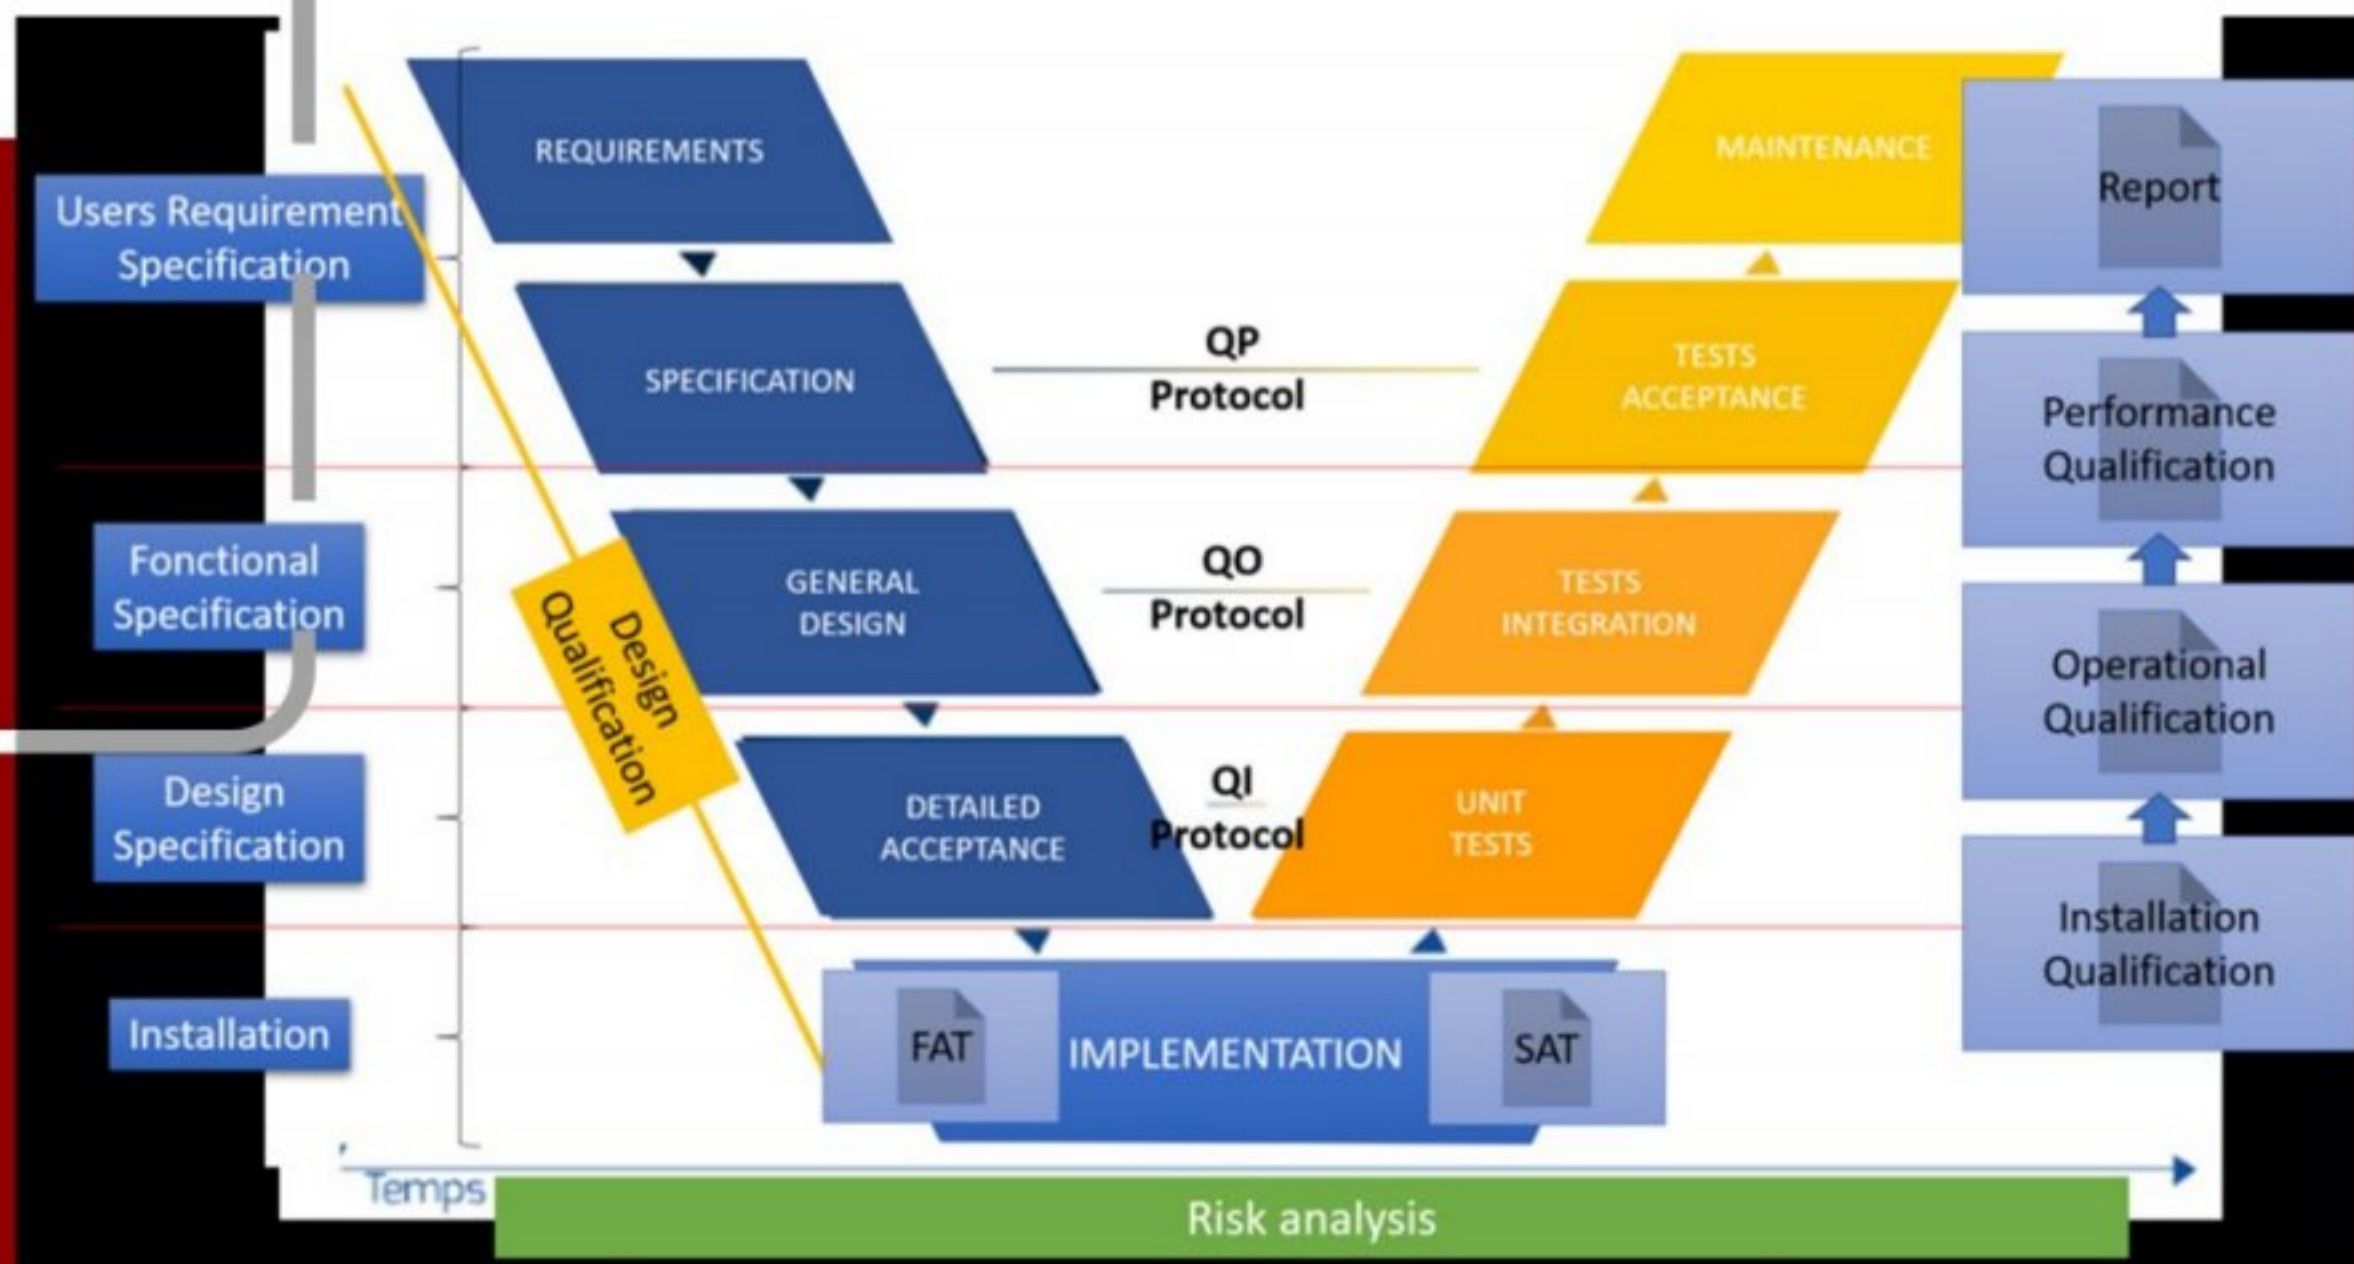 REQUIREMENTS
MAINTENANCE
Report
Users Requirement
Specification
SPECIFICATION
QP
Protocol
TESTS
ACCEPTANCE
Performance
Qualification
Fonctional
Specification
Design
Qualification
GENERAL
DESIGN
QO
Protocol
TESTS
INTEGRATION
Operational
Qualification
Design
Specification
DETAILED
ACCEPTANCE
QI
Protocol
UNIT
TESTS
Installation
Qualification
Installation
FAT
IMPLEMENTATION
SAT
Temps
Risk analysis